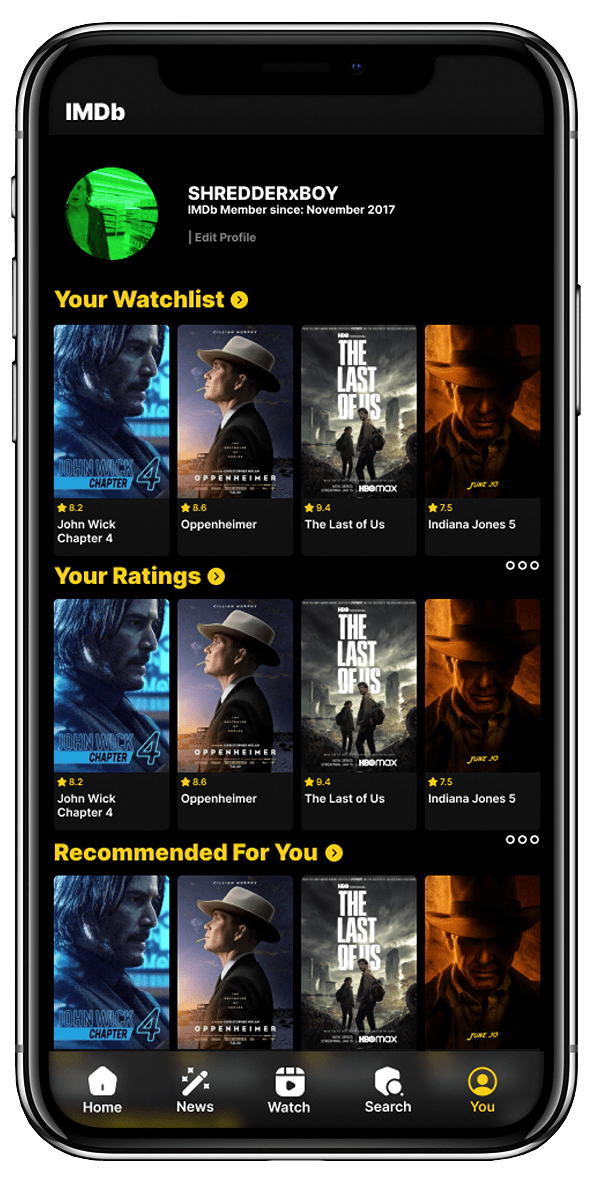 IMDb
SHREDDERxBOY
IMDb Member since: November 2017
| Edit Profile
Your Watchlist
CILLIAN MURPHY
HBO
THE
LAST
OF US
JOHN WICK
CHAPTER 4
OPPENHEIMER
HBOmax
JUNE 30
8.2
8.6
9.4
7.5
John Wick
Chapter 4
Oppenheimer
The Last of Us
Indiana Jones 5
Your Ratings
CILLIAN MURPHY
HBO
THE
LAST
OF US
JOHN WICK
CHAPTER 4
OPPENHEIMER
HBOmax
JUNE 30
8.2
8.6
9.4
7.5
John Wick
Chapter 4
Oppenheimer
The Last of Us
Indiana Jones 5
Recommended For You
CILLIAN MURPHY
HBO
THE
LAST
OF US
JOHN WICK
CHAPTER 4
OPPENHEIMER
HBOmax
JUNE 30
Home
News
Watch
Search
You